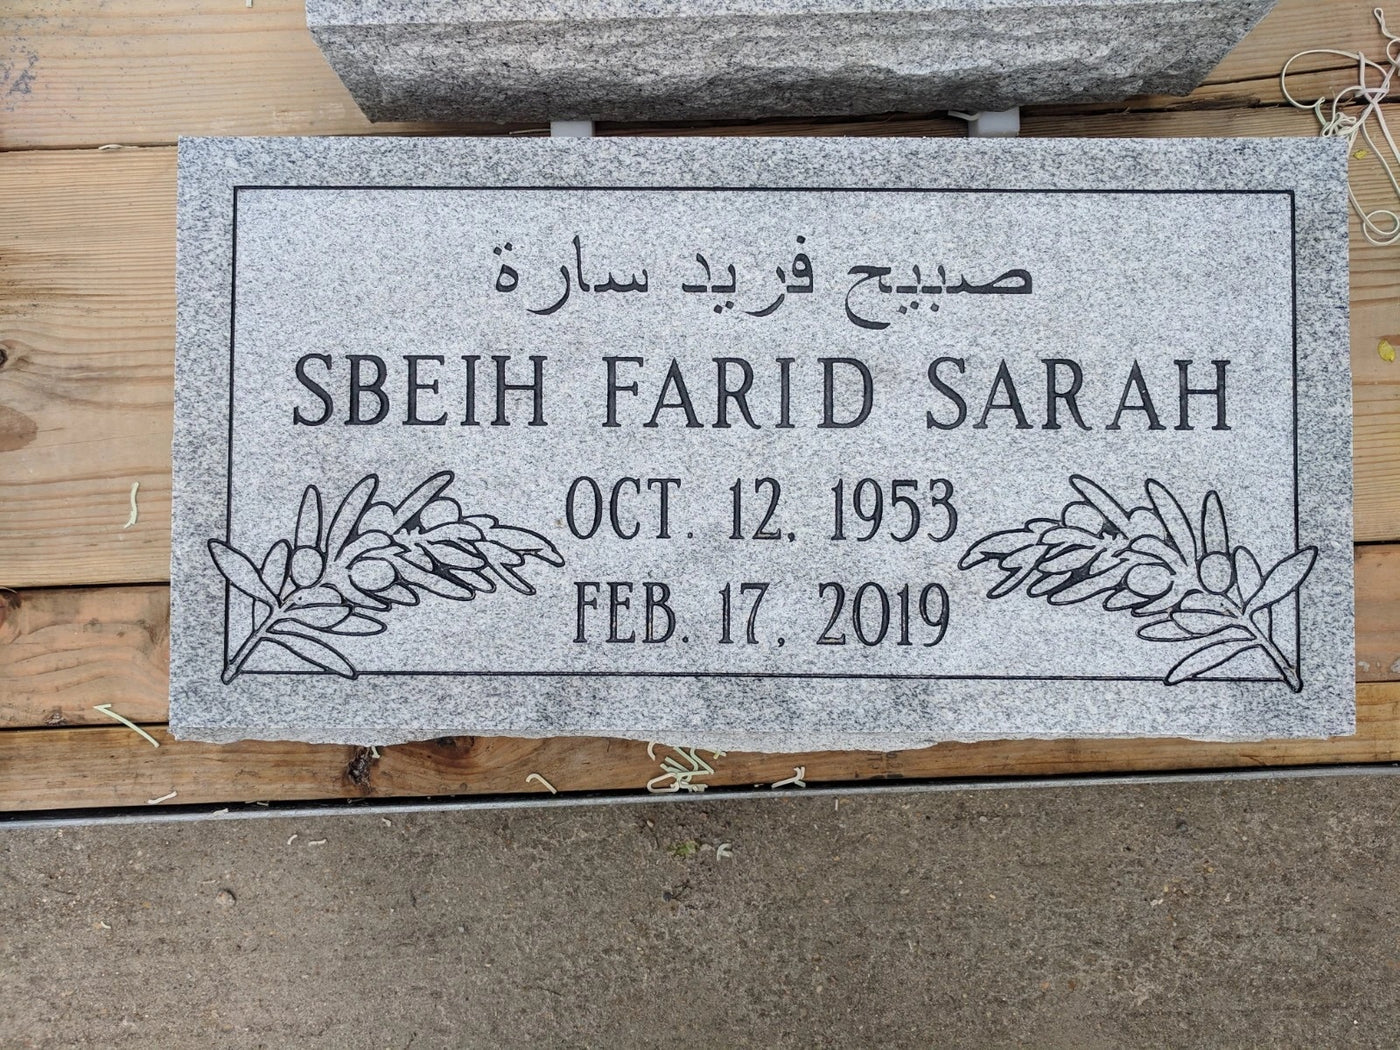 صبيح فريد سارة
SBEIH FARID SARAH
OCT. 12, 1953
FEB. 17, 2019